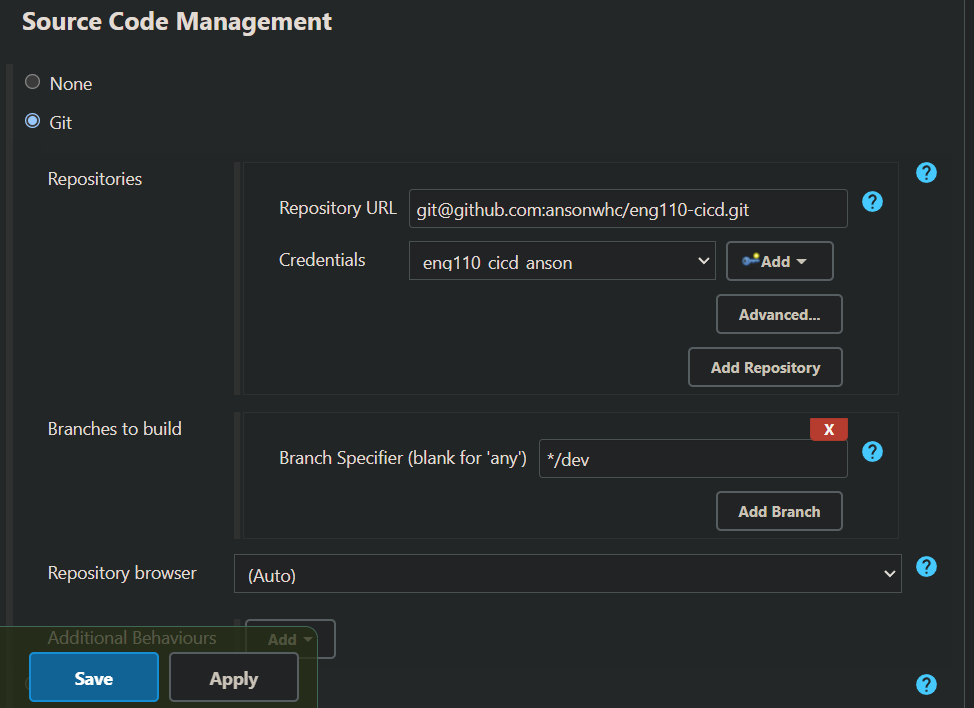 Source Code Management
None
Git
Repositories
?
Repository URL git@github.com:ansonwhc/eng110-cicd.git ?
Credentials eng110_cicd_anson Add
Advanced...
Add Repository
Branches to build
X
Branch Specifier (blank for 'any') */dev ?
Add Branch
Repository browser (Auto) ?
Additional Behaviours Add
Save Apply ?